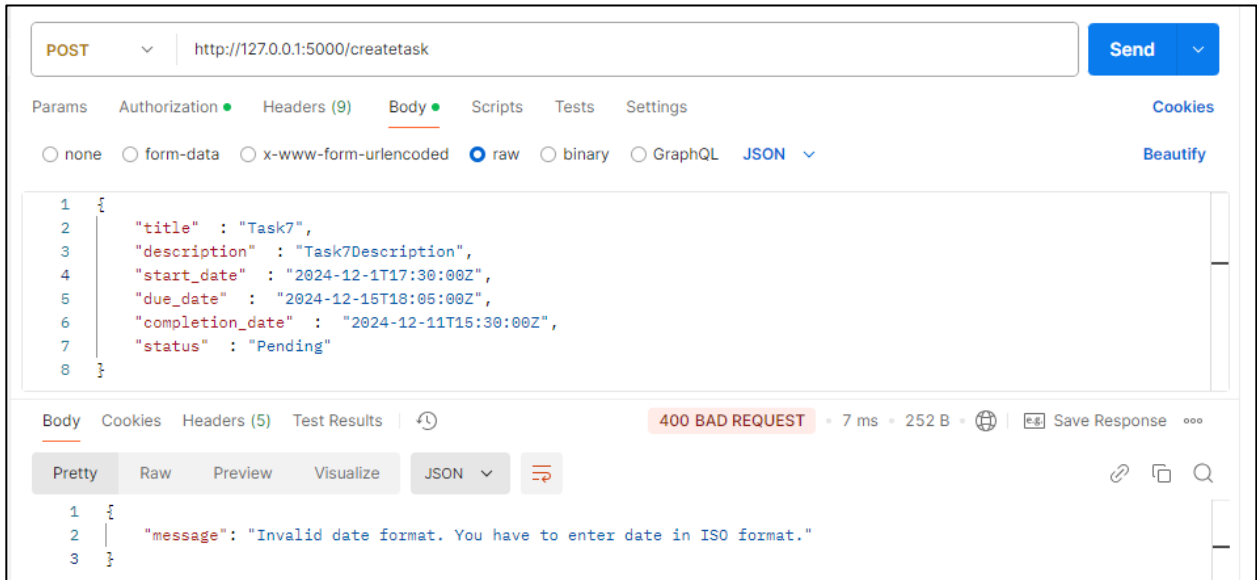 POST http://127.0.0.1:5000/createtask Send
Params Authorization Headers (9) Body Scripts Tests Settings Cookies
none form-data x-www-form-urlencoded raw binary GraphQL JSON Beautify
1 {
2 "title" : "Task7",
3 "description" : "Task7Description",
4 "start_date" : "2024-12-1T17:30:00Z",
5 "due_date" : "2024-12-15T18:05:00Z",
6 "completion_date" : "2024-12-11T15:30:00Z",
7 "status" : "Pending"
8 }
Body Cookies Headers (5) Test Results 400 BAD REQUEST 7 ms 252 B e.g. Save Response
Pretty Raw Preview Visualize JSON
1 {
2 "message": "Invalid date format. You have to enter date in ISO format."
3 }